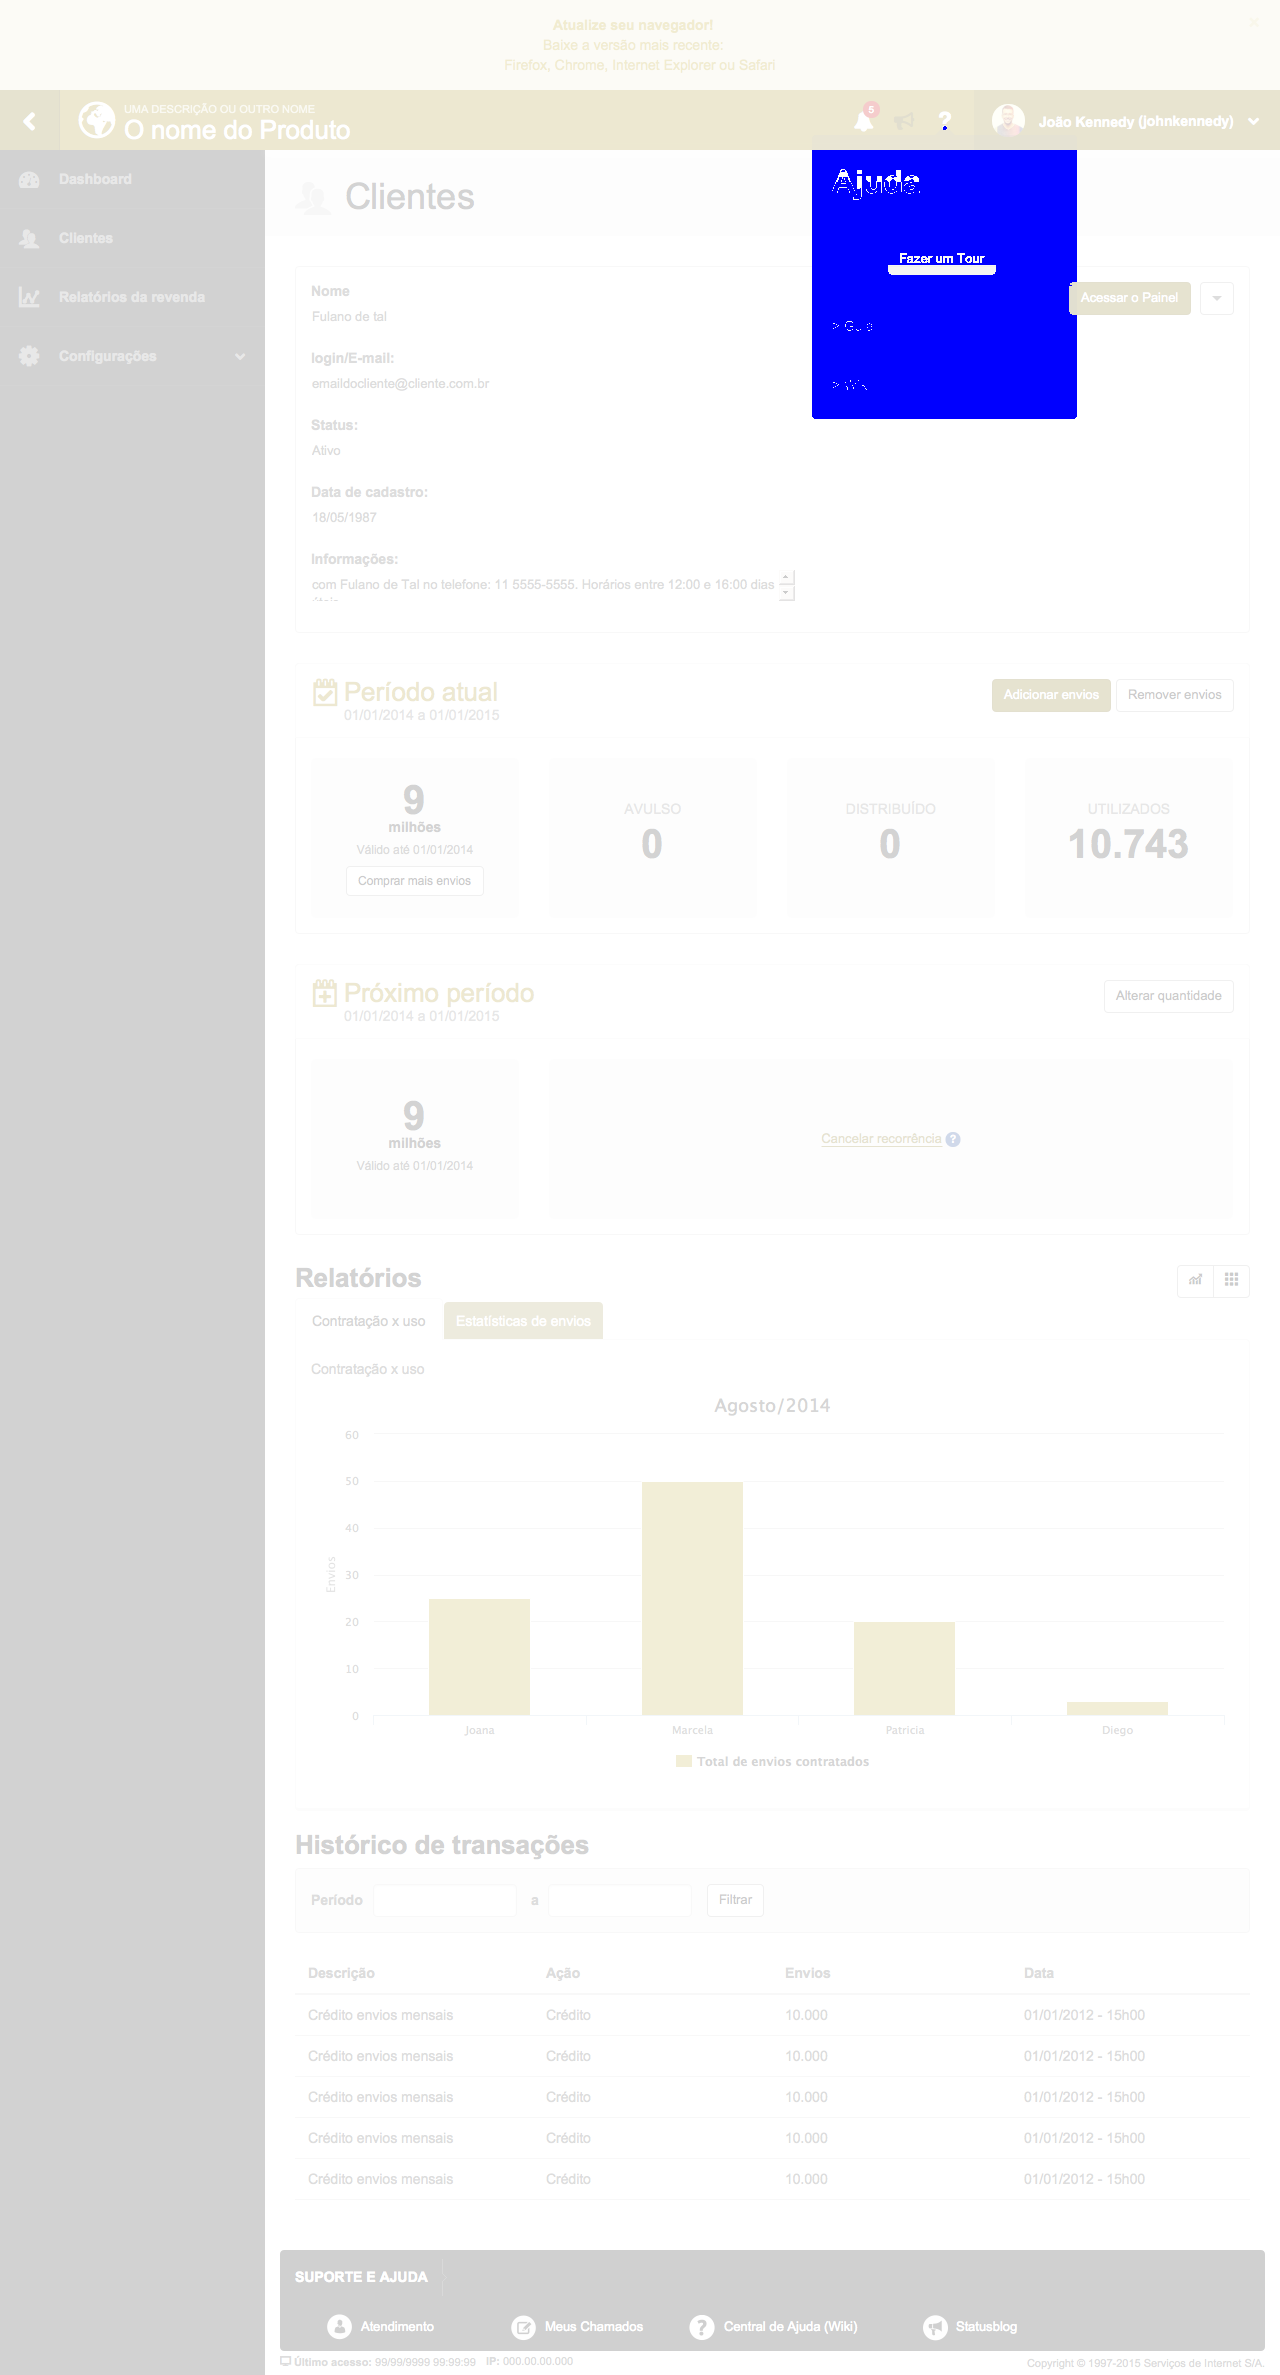 Atualize seu navegador!
Baixe a versão mais recente:
Firefox, Chrome, Internet Explorer ou Safari
UMA DESCRIÇÃO OU OUTRO NOME
O nome do Produto
5
João Kennedy (johnkennedy)
Dashboard
Clientes
Relatórios da revenda
Configurações
Clientes
Ajuda
Fazer um Tour
> Guia
Nome
Fulano de tal
Acessar o Painel
login/E-mail:
emaildocliente@cliente.com.br
Status:
Ativo
Data de cadastro:
18/05/1987
Informações:
com Fulano de Tal no telefone: 11 5555-5555. Horários entre 12:00 e 16:00 dias
Período atual
01/01/2014 a 01/01/2015
Adicionar envios
Remover envios
9
milhões
Válido até 01/01/2014
Comprar mais envios
AVULSO
0
DISTRIBUÍDO
0
UTILIZADOS
10.743
Próximo período
01/01/2014 a 01/01/2015
Alterar quantidade
9
milhões
Válido até 01/01/2014
Cancelar recorrência
Relatórios
Contratação x uso
Estatísticas de envios
Contratação x uso
Agosto/2014
60
50
40
30
20
10
0
Envios
Joana
Marcela
Patricia
Diego
Total de envios contratados
Histórico de transações
Período
a
Filtrar
Descrição Ação Envios Data
Crédito envios mensais Crédito 10.000 01/01/2012 - 15h00
Crédito envios mensais Crédito 10.000 01/01/2012 - 15h00
Crédito envios mensais Crédito 10.000 01/01/2012 - 15h00
Crédito envios mensais Crédito 10.000 01/01/2012 - 15h00
Crédito envios mensais Crédito 10.000 01/01/2012 - 15h00
SUPORTE E AJUDA
Atendimento
Meus Chamados
Central de Ajuda (Wiki)
Statusblog
Último acesso: 99/99/9999 99:99:99 IP: 000.00.00.000
Copyright © 1997-2015 Serviços de Internet S/A.